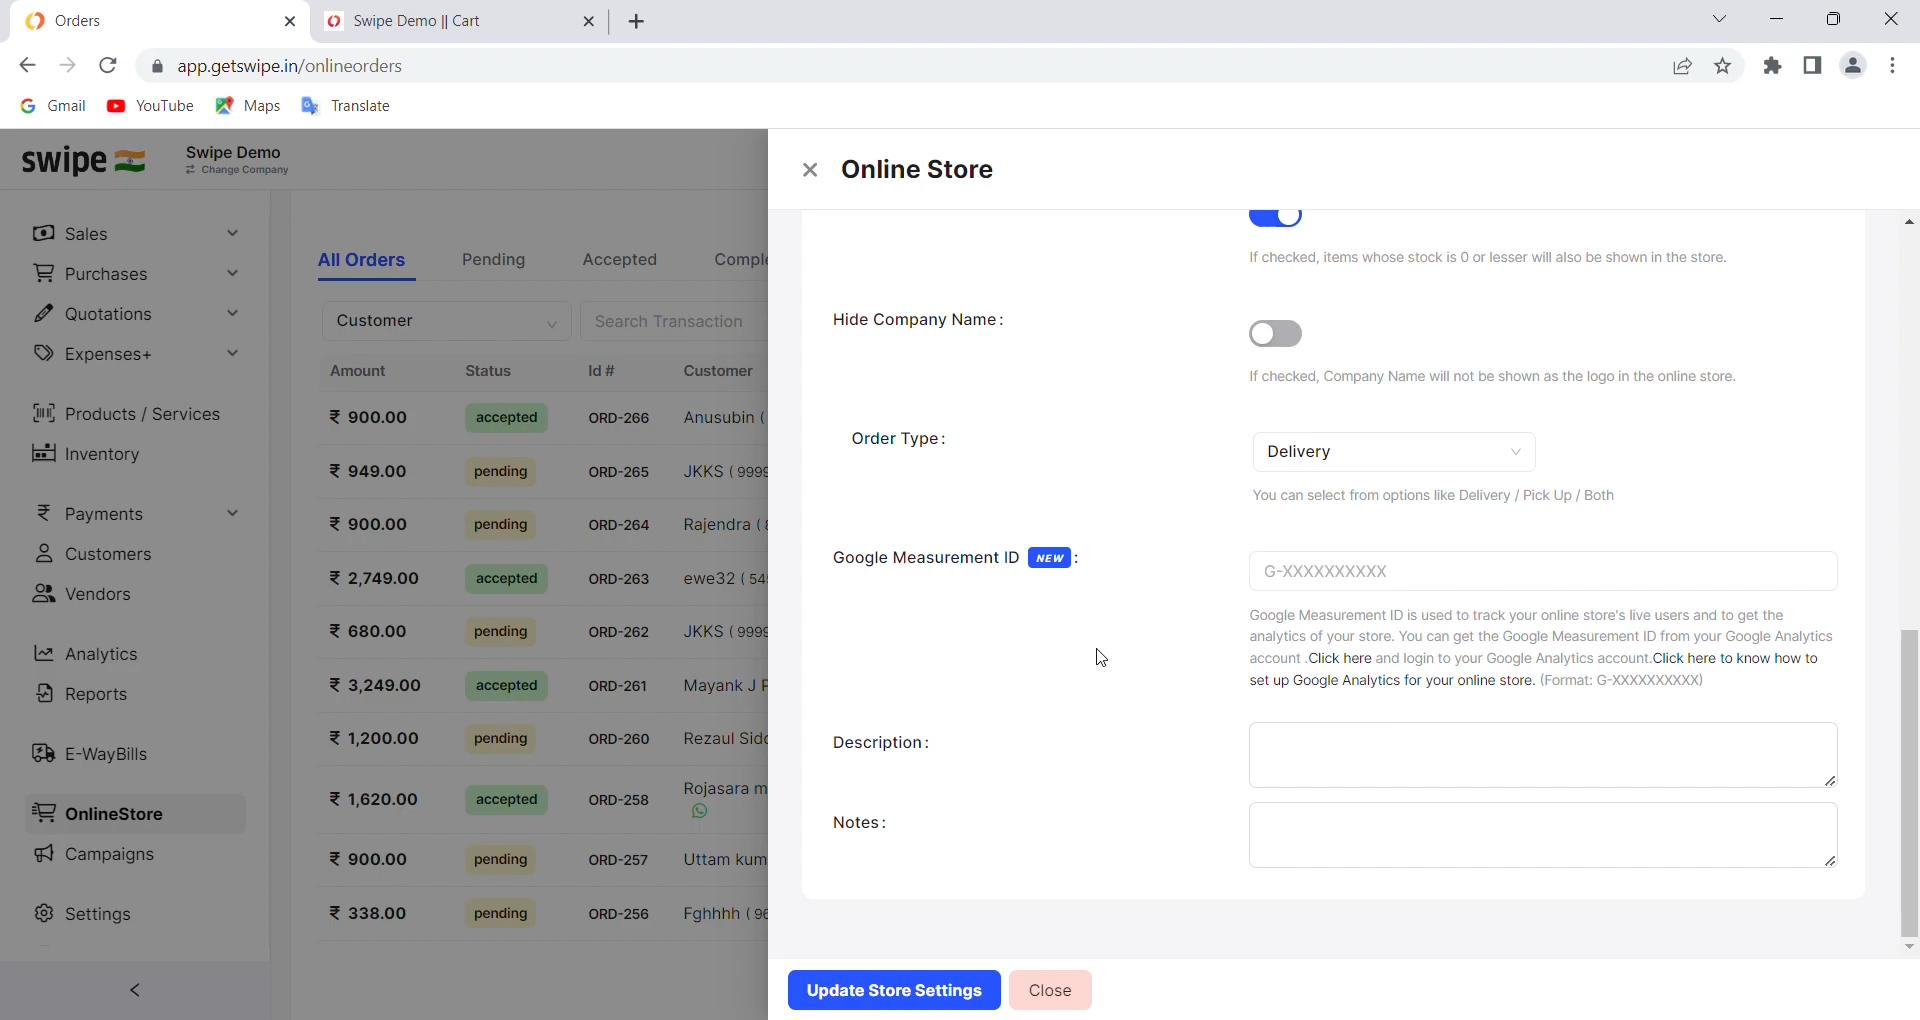 Orders
Swipe Demo || Cart
app.getswipe.in/onlineorders
Gmail YouTube Maps Translate
swipe
Swipe Demo
Change Company
Sales
Purchases
Quotations
Expenses+
Products / Services
Inventory
Payments
Customers
Vendors
Analytics
Reports
E-WayBills
OnlineStore
Campaigns
Settings
All Orders Pending Accepted Comple
Customer Search Transaction
Amount Status Id # Customer
₹ 900.00 accepted ORD-266 Anusubin (
₹ 949.00 pending ORD-265 JKKS ( 9999
₹ 900.00 pending ORD-264 Rajendra (
₹ 2,749.00 accepted ORD-263 ewe32 ( 54
₹ 680.00 pending ORD-262 JKKS ( 9999
₹ 3,249.00 accepted ORD-261 Mayank J P
₹ 1,200.00 pending ORD-260 Rezaul Sidd
₹ 1,620.00 accepted ORD-258 Rojasara m
₹ 900.00 pending ORD-257 Uttam kum
₹ 338.00 pending ORD-256 Fghhhh ( 96
Online Store
If checked, items whose stock is 0 or lesser will also be shown in the store.
Hide Company Name :
If checked, Company Name will not be shown as the logo in the online store.
Order Type :
Delivery
You can select from options like Delivery / Pick Up / Both
Google Measurement ID NEW :
G-XXXXXXXXXX
Google Measurement ID is used to track your online store's live users and to get the
analytics of your store. You can get the Google Measurement ID from your Google Analytics
account .Click here and login to your Google Analytics account.Click here to know how to
set up Google Analytics for your online store. (Format: G-XXXXXXXXXX)
Description :
Notes :
Update Store Settings Close